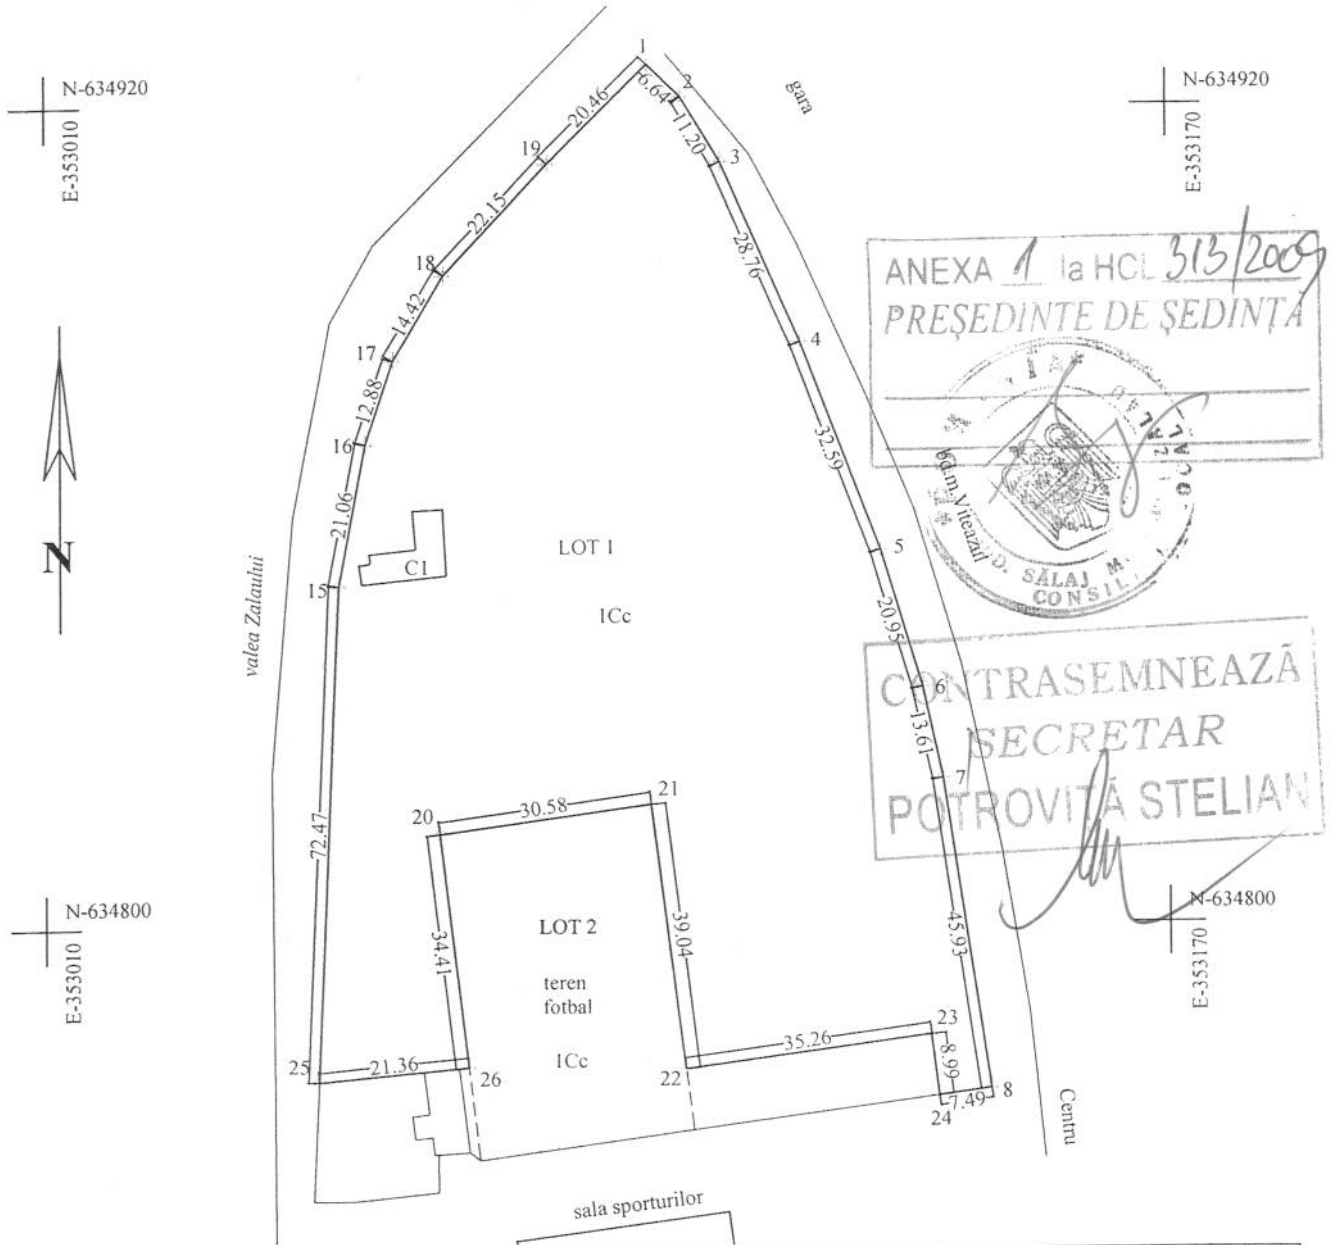 1
2
gara
N-634920
E-353010
N-634920
E-353170
6.64
20.46
11.20
19
3
22.15
28.76
ANEXA 1 la HCL 313/2009
PREȘEDINTE DE ȘEDINȚĂ
18
14.42
4
17
12.88
16
32.59
bd.m.Viteazul
JUD. SĂLAJ
CONSIL
21.06
LOT 1
5
C1
15
1Cc
20.95
valea Zalaului
6
CONTRASEMNEAZĂ
SECRETAR
POTROVIȚĂ STELIAN
13.61
7
N
20
30.58
21
72.47
N-634800
E-353010
N-634800
E-353170
LOT 2
34.41
39.04
45.93
teren
fotbal
1Cc
23
35.26
8.99
25
21.36
26
22
24
7.49
8
Centru
sala sporturilor